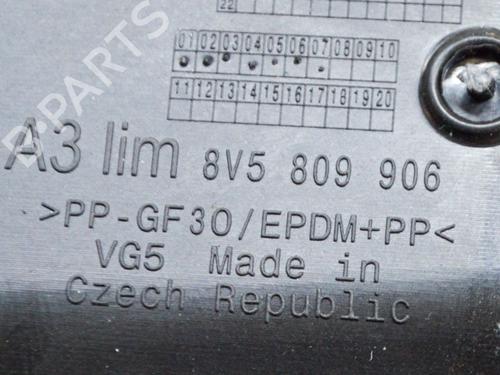 22
01 02 03 04 05 06 07 08 09 10
11 12 13 14 15 16 17 18 19 20
A3 lim 8V5 809 906
>PP-GF30/EPDM+PP<
VG5 Made in
Czech Republic
B PARTS